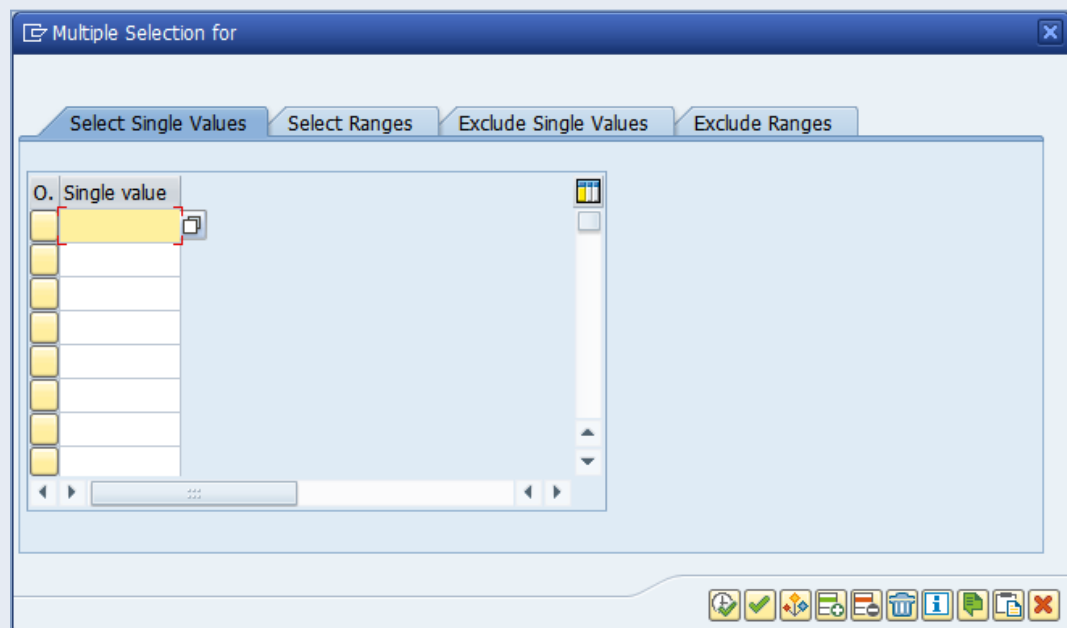 Multiple Selection for
Select Single Values Select Ranges Exclude Single Values Exclude Ranges
O. Single value